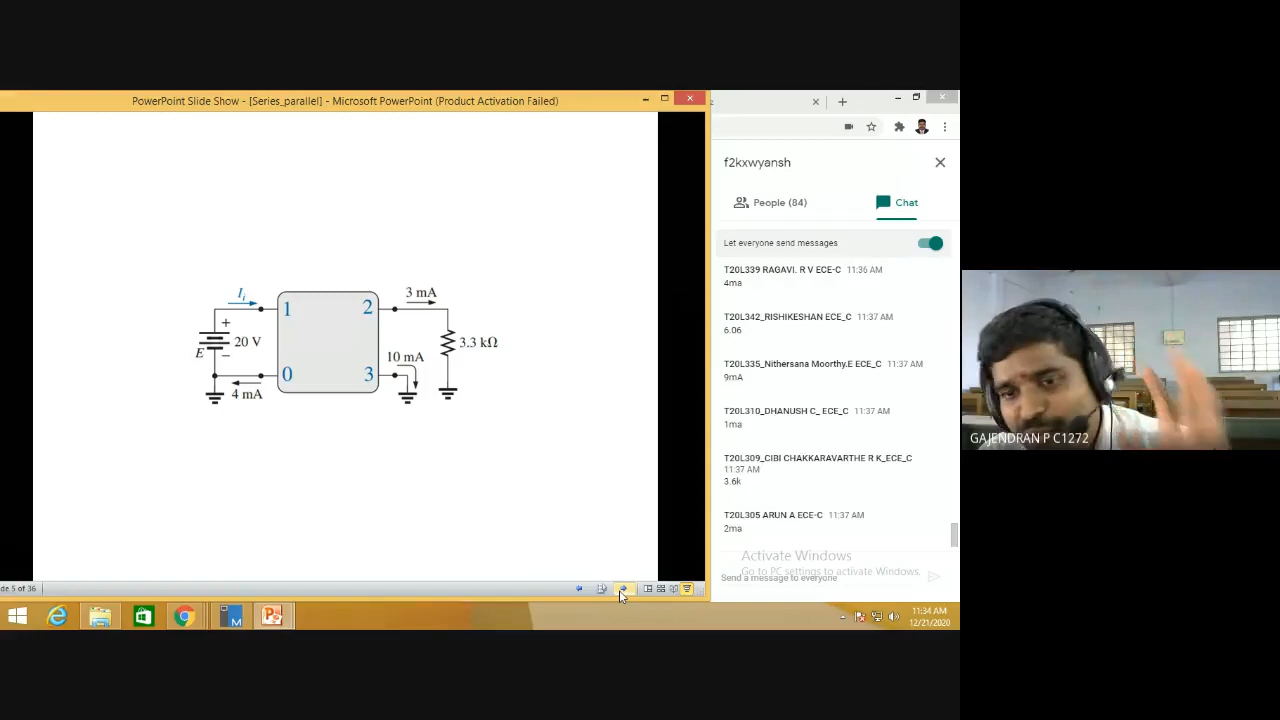 PowerPoint Slide Show - [Series_parallel] - Microsoft PowerPoint (Product Activation Failed)
f2kxwyansh
People (84)
Chat
Let everyone send messages
T20L339 RAGAVI. R V ECE-C 11:36 AM
4ma
T20L342_RISHIKESHAN ECE_C 11:37 AM
6.06
T20L335_Nithersana Moorthy.E ECE_C 11:37 AM
9mA
T20L310_DHANUSH C_ ECE_C 11:37 AM
1ma
T20L309_CIBI CHAKKARAVARTHE R K_ECE_C
11:37 AM
3.6k
T20L305 ARUN A ECE-C 11:37 AM
2ma
Activate Windows
Go to PC settings to activate Windows.
Send a message to everyone
Ii
1
2
3 mA
+
E
20 V
−
3.3 kΩ
10 mA
0
3
4 mA
GAJENDRAN P C1272
de 5 of 36
11:34 AM
12/21/2020